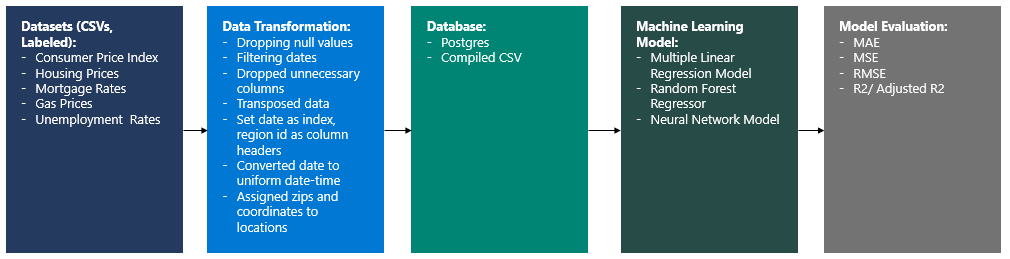 Datasets (CSVs,
Labeled):
- Consumer Price Index
- Housing Prices
- Mortgage Rates
- Gas Prices
- Unemployment Rates
Data Transformation:
- Dropping null values
- Filtering dates
- Dropped unnecessary
columns
- Transposed data
- Set date as index,
region id as column
headers
- Converted date to
uniform date-time
- Assigned zips and
coordinates to
locations
Database:
- Postgres
- Compiled CSV
Machine Learning
Model:
- Multiple Linear
Regression Model
- Random Forest
Regressor
- Neural Network Model
Model Evaluation:
- MAE
- MSE
- RMSE
- R2/ Adjusted R2